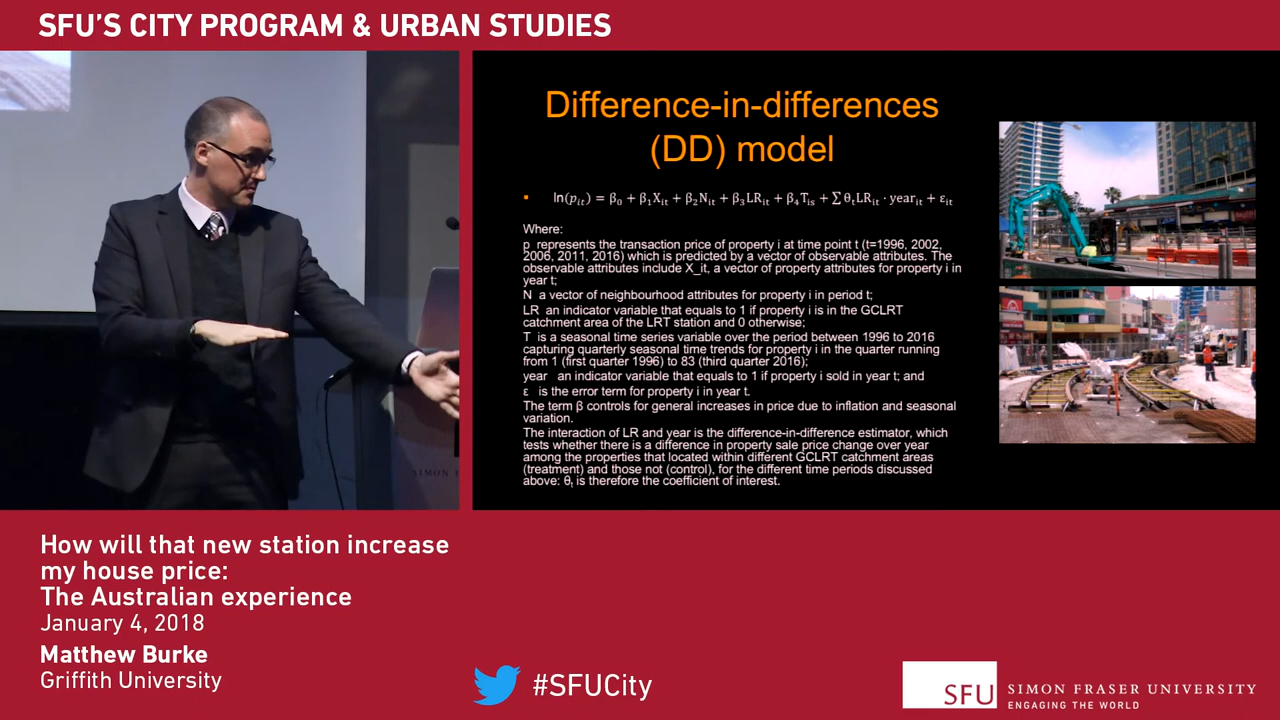 SFU'S CITY PROGRAM & URBAN STUDIES
Difference-in-differences
(DD) model
▪ ln(pᵢₜ) = β₀ + β₁Xᵢₜ + β₂Nᵢₜ + β₃LRᵢₜ + β₄Tᵢₛ + ∑ θₜLRᵢₜ · yearᵢₜ + εᵢₜ
Where:
p represents the transaction price of property i at time point t (t=1996, 2002,
2006, 2011, 2016) which is predicted by a vector of observable attributes. The
observable attributes include X_it, a vector of property attributes for property i in
year t;
N a vector of neighbourhood attributes for property i in period t;
LR an indicator variable that equals to 1 if property i is in the GCLRT
catchment area of the LRT station and 0 otherwise;
T is a seasonal time series variable over the period between 1996 to 2016
capturing quarterly seasonal time trends for property i in the quarter running
from 1 (first quarter 1996) to 83 (third quarter 2016);
year an indicator variable that equals to 1 if property i sold in year t; and
ε is the error term for property i in year t.
The term β controls for general increases in price due to inflation and seasonal
variation.
The interaction of LR and year is the difference-in-difference estimator, which
tests whether there is a difference in property sale price change over year
among the properties that located within different GCLRT catchment areas
(treatment) and those not (control), for the different time periods discussed
above: θₜ is therefore the coefficient of interest.
SIMON F
How will that new station increase
my house price:
The Australian experience
January 4, 2018
Matthew Burke
Griffith University
#SFUCity
SFU
SIMON FRASER UNIVERSITY
ENGAGING THE WORLD